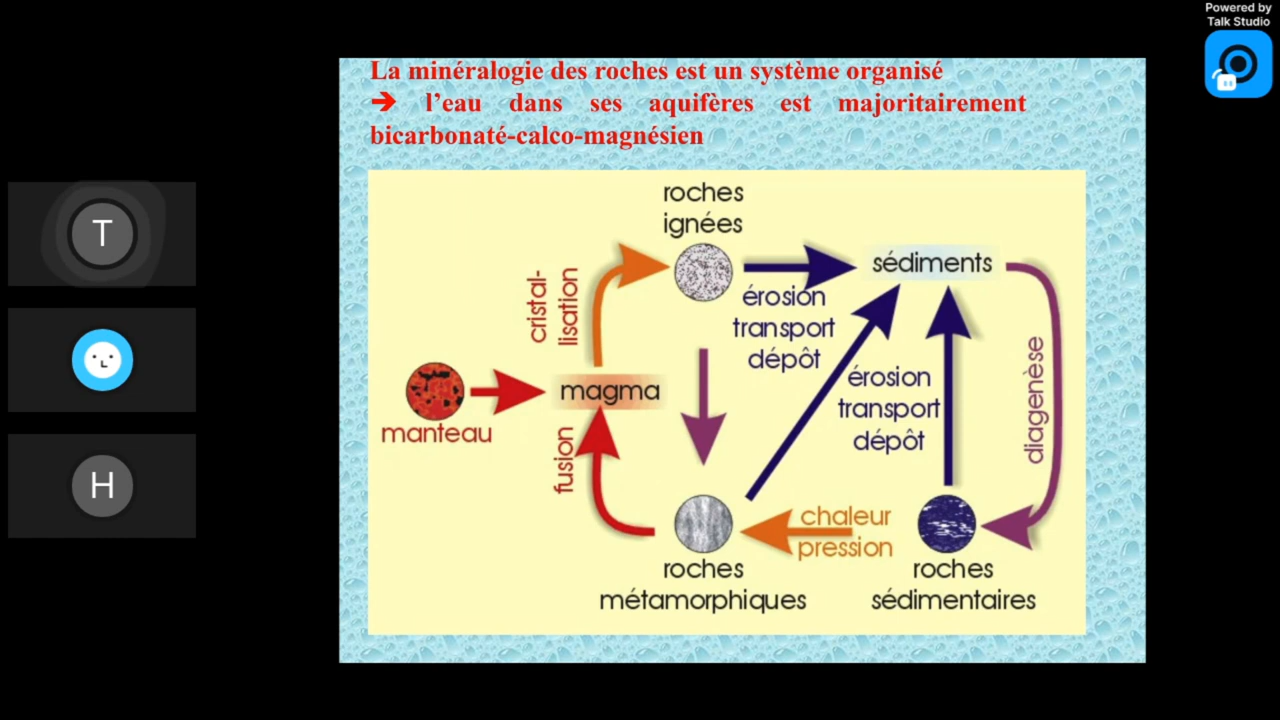 Powered by
Talk Studio
La minéralogie des roches est un système organisé
➔ l'eau dans ses aquifères est majoritairement
bicarbonaté-calco-magnésien
T
H
roches
ignées
sédiments
cristal-
lisation
érosion
transport
dépôt
manteau
magma
érosion
transport
dépôt
diagenèse
fusion
chaleur
pression
roches
métamorphiques
roches
sédimentaires